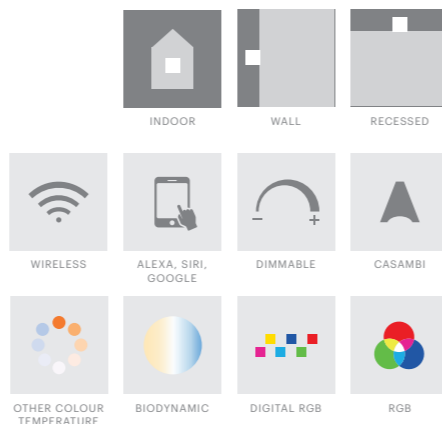 INDOOR
WALL
RECESSED
WIRELESS
ALEXA, SIRI,
GOOGLE
DIMMABLE
CASAMBI
OTHER COLOUR
TEMPERATURE
BIODYNAMIC
DIGITAL RGB
RGB